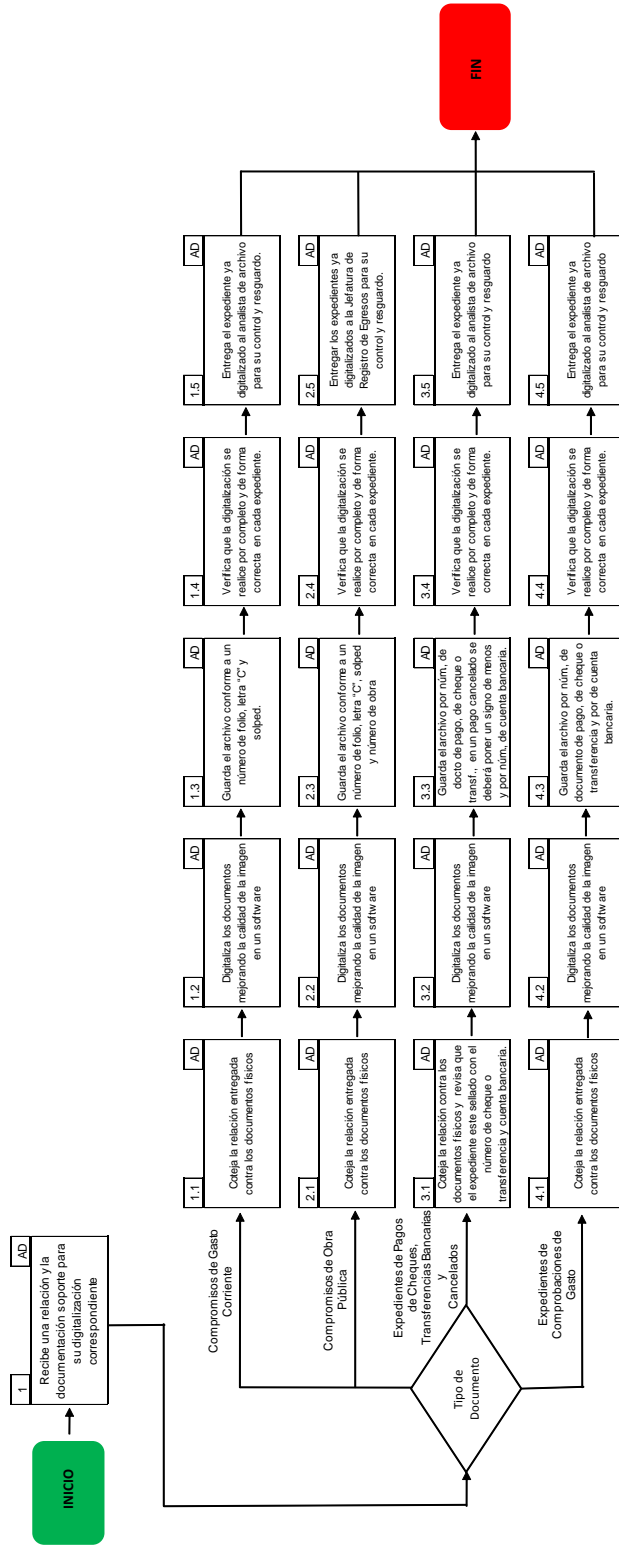 INICIO
1
AD
Recibe una relación y la
documentación soporte para
su digitalización
correspondiente
Tipo de
Documento
Compromisos de Gasto
Corriente
1.1
AD
Coteja la relación entregada
contra los documentos físicos
1.2
AD
Digitaliza los documentos
mejorando la calidad de la imagen
en un software
1.3
AD
Guarda el archivo conforme a un
número de folio, letra “C” y
solped.
1.4
AD
Verifica que la digitalización se
realice por completo y de forma
correcta en cada expediente.
1.5
AD
Entrega el expediente ya
digitalizado al analista de archivo
para su control y resguardo.
Compromisos de Obra
Pública
2.1
AD
Coteja la relación entregada
contra los documentos físicos
2.2
AD
Digitaliza los documentos
mejorando la calidad de la imagen
en un software
2.3
AD
Guarda el archivo conforme a un
número de folio, letra “C”, solped
y número de obra
2.4
AD
Verifica que la digitalización se
realice por completo y de forma
correcta en cada expediente.
2.5
AD
Entregar los expedientes ya
digitalizados a la Jefatura de
Registro de Egresos para su
control y resguardo.
Expedientes de Pagos
de Cheques,
Transferencias Bancarias
y
Cancelados
3.1
AD
Coteja la relación contra los
documentos físicos y revisa que
el expediente este sellado con el
número de cheque o
transferencia y cuenta bancaria.
3.2
AD
Digitaliza los documentos
mejorando la calidad de la imagen
en un software
3.3
AD
Guarda el archivo por núm, de
docto de pago, de cheque o
transf., en un pago cancelado se
deberá poner un signo de menos
y por núm, de cuenta bancaria.
3.4
AD
Verifica que la digitalización se
realice por completo y de forma
correcta en cada expediente.
3.5
AD
Entrega el expediente ya
digitalizado al analista de archivo
para su control y resguardo
Expedientes de
Comprobaciones de
Gasto
4.1
AD
Coteja la relación entregada
contra los documentos físicos
4.2
AD
Digitaliza los documentos
mejorando la calidad de la imagen
en un software
4.3
AD
Guarda el archivo por núm, de
documento de pago, de cheque o
transferencia y por de cuenta
bancaria.
4.4
AD
Verifica que la digitalización se
realice por completo y de forma
correcta en cada expediente.
4.5
AD
Entrega el expediente ya
digitalizado al analista de archivo
para su control y resguardo
FIN